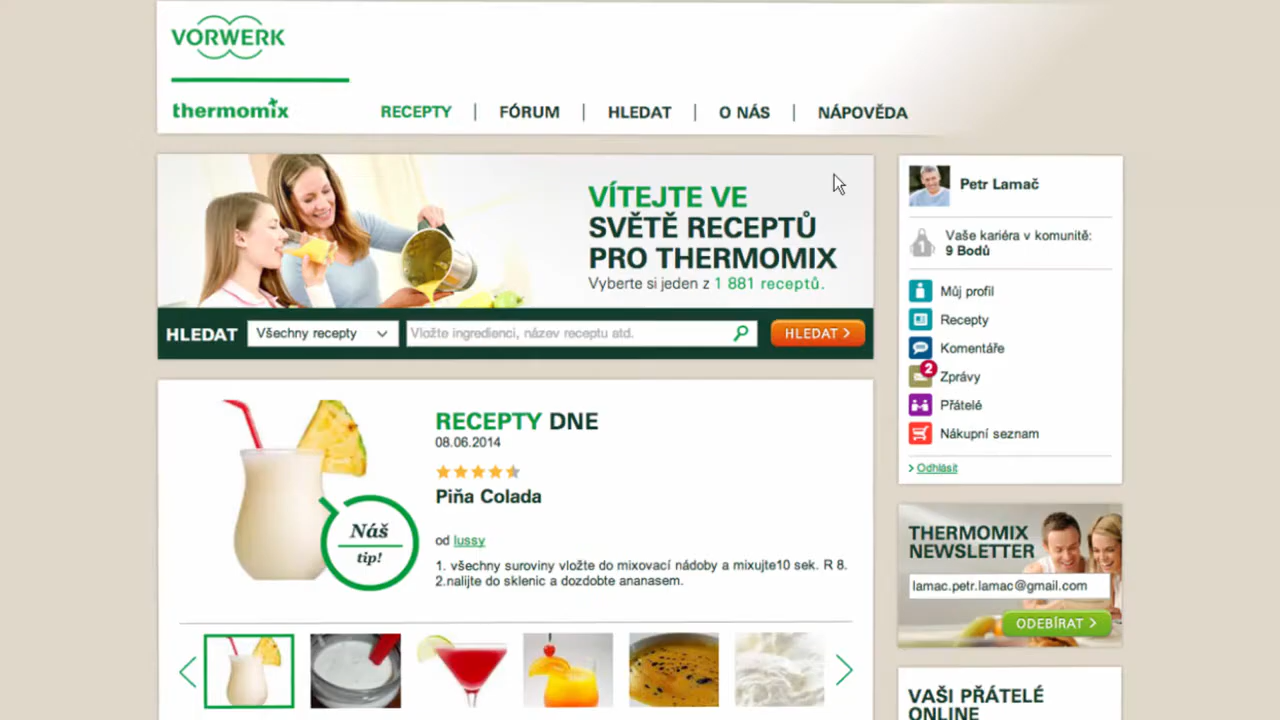 VORWERK
thermomix
RECEPTY | FÓRUM | HLEDAT | O NÁS | NÁPOVĚDA
VÍTEJTE VE
SVĚTĚ RECEPTŮ
PRO THERMOMIX
Vyberte si jeden z 1 881 receptů.
HLEDAT Všechny recepty Vložte ingredienci, název receptu atd. HLEDAT >
RECEPTY DNE
08.06.2014
Piňa Colada
Náš
tip!
od lussy
1. všechny suroviny vložte do mixovací nádoby a mixujte10 sek. R 8.
2.nalijte do sklenic a dozdobte ananasem.
Petr Lamač
1
Vaše kariéra v komunitě:
9 Bodů
Můj profil
Recepty
Komentáře
2
Zprávy
Přátelé
Nákupní seznam
> Odhlásit
THERMOMIX
NEWSLETTER
lamac.petr.lamac@gmail.com
ODEBÍRAT >
VAŠI PŘÁTELÉ
ONLINE